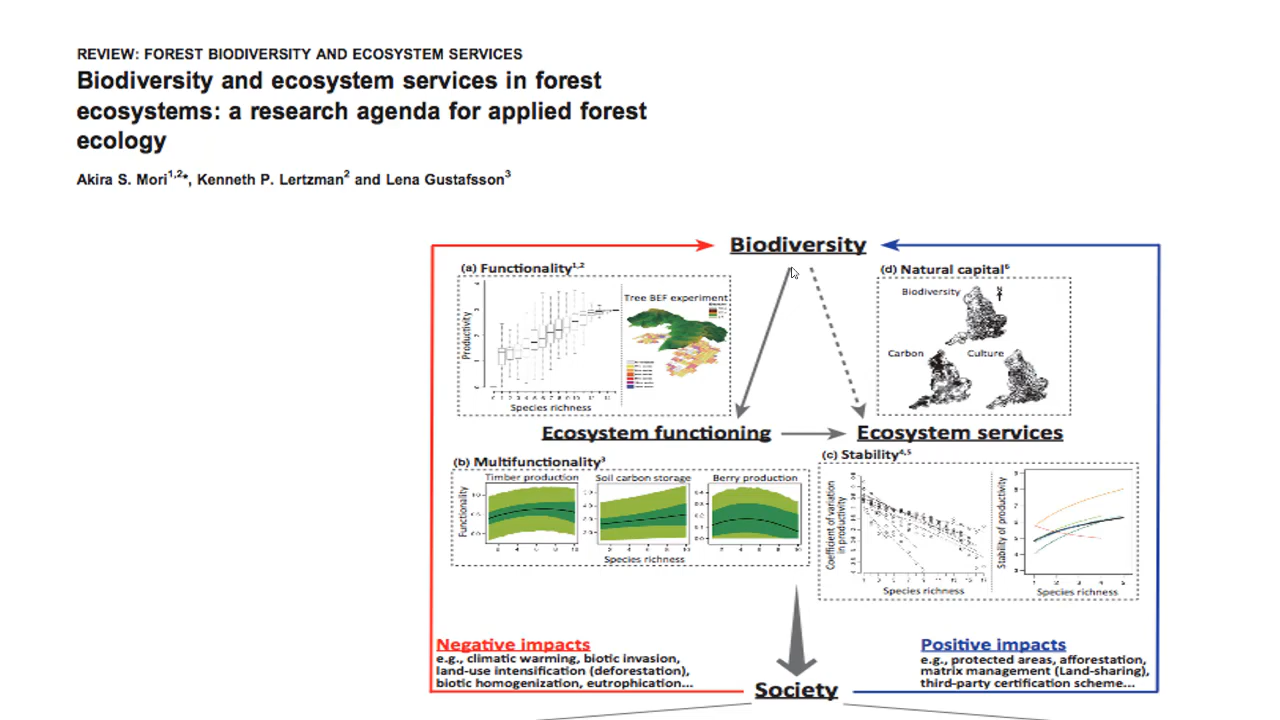 REVIEW: FOREST BIODIVERSITY AND ECOSYSTEM SERVICES
Biodiversity and ecosystem services in forest
ecosystems: a research agenda for applied forest
ecology
Akira S. Mori1,2*, Kenneth P. Lertzman2 and Lena Gustafsson3
Biodiversity
(a) Functionality1,2
Tree BEF experiment
Productivity
Species richness
(d) Natural capital6
Biodiversity
N
Carbon
Culture
Ecosystem functioning
Ecosystem services
(b) Multifunctionality3
Timber production
Soil carbon storage
Berry production
Functionality
Species richness
(c) Stability4,5
Coefficient of variation
in productivity
Species richness
Stability of productivity
Species richness
Negative impacts
e.g., climatic warming, biotic invasion,
land-use intensification (deforestation),
biotic homogenization, eutrophication...
Positive impacts
e.g., protected areas, afforestation,
matrix management (Land-sharing),
third-party certification scheme...
Society